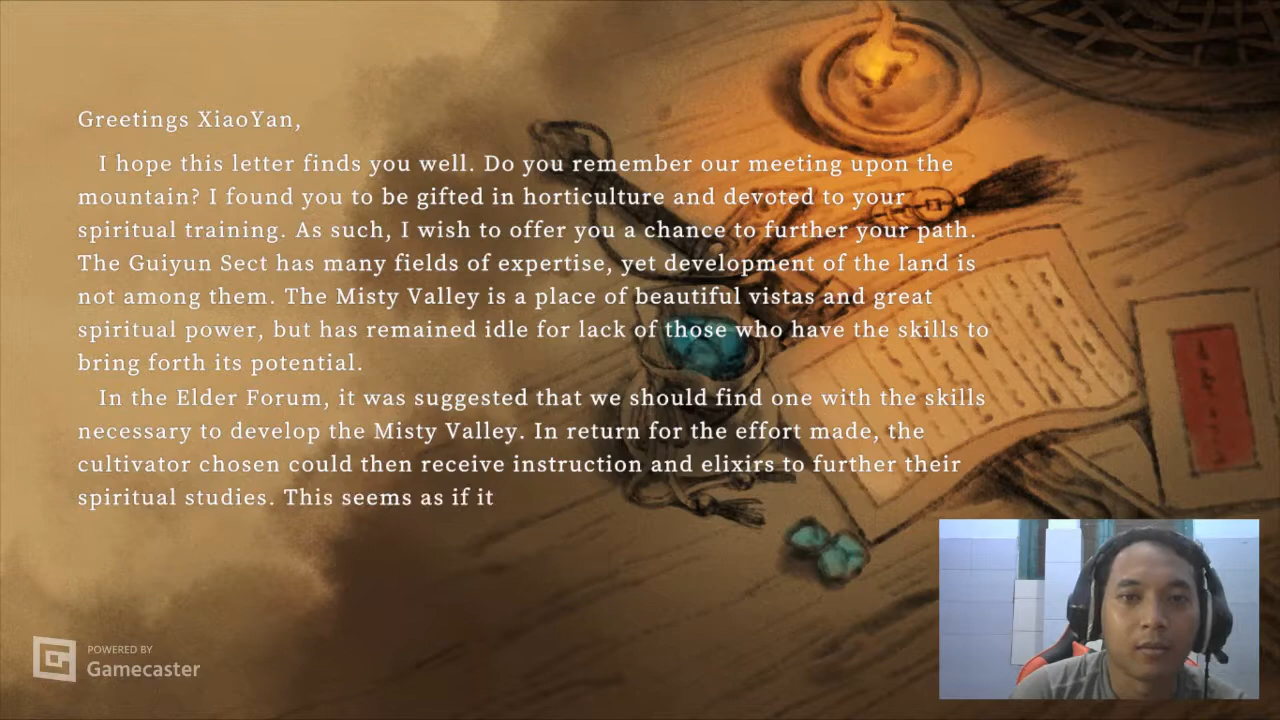 Greetings XiaoYan,
I hope this letter finds you well. Do you remember our meeting upon the
mountain? I found you to be gifted in horticulture and devoted to your
spiritual training. As such, I wish to offer you a chance to further your path.
The Guiyun Sect has many fields of expertise, yet development of the land is
not among them. The Misty Valley is a place of beautiful vistas and great
spiritual power, but has remained idle for lack of those who have the skills to
bring forth its potential.
In the Elder Forum, it was suggested that we should find one with the skills
necessary to develop the Misty Valley. In return for the effort made, the
cultivator chosen could then receive instruction and elixirs to further their
spiritual studies. This seems as if it
POWERED BY
Gamecaster